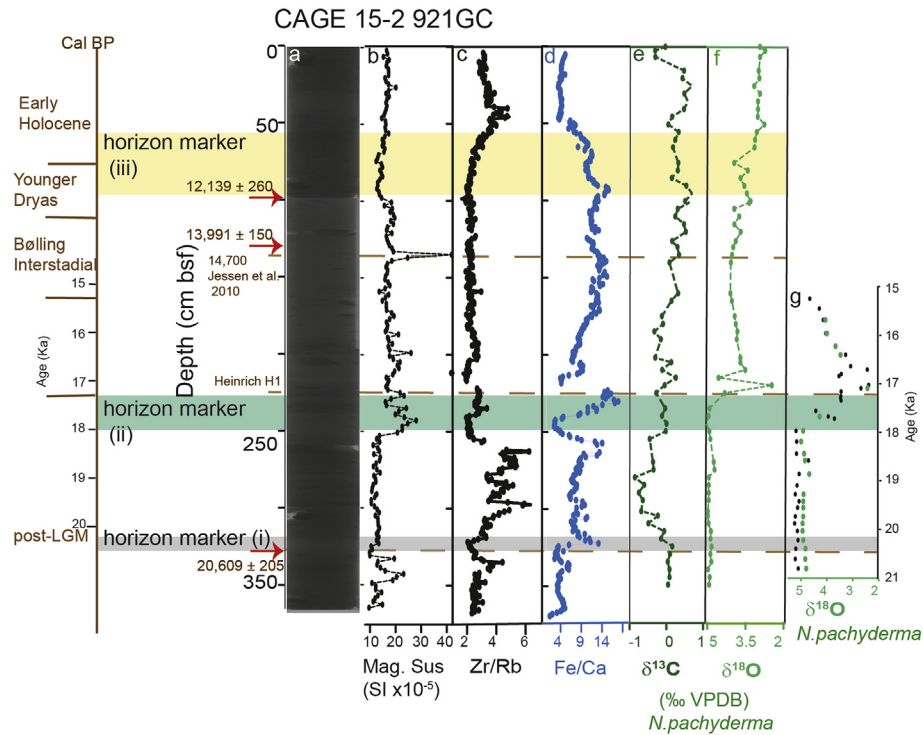 CAGE 15-2 921GC
Cal BP
a
b
c
d
e
f
g
0
50
250
350
Depth (cm bsf)
Early
Holocene
horizon marker
(iii)
Younger
Dryas
12,139 ± 260
Bølling
Interstadial
13,991 ± 150
14,700
Jessen et al
2010
15
16
17
18
19
20
Age (Ka)
Heinrich H1
horizon marker
(ii)
post-LGM
horizon marker (i)
20,609 ± 205
10 20 30 40
Mag. Sus
(SI x10-5)
2 4 6
Zr/Rb
4 9 14
Fe/Ca
-1 0 1
δ13C
5 3.5 2
δ18O
(‰ VPDB)
N.pachyderma
15
16
17
18
19
20
21
Age (Ka)
5 4 3 2
δ18O
N.pachyderma